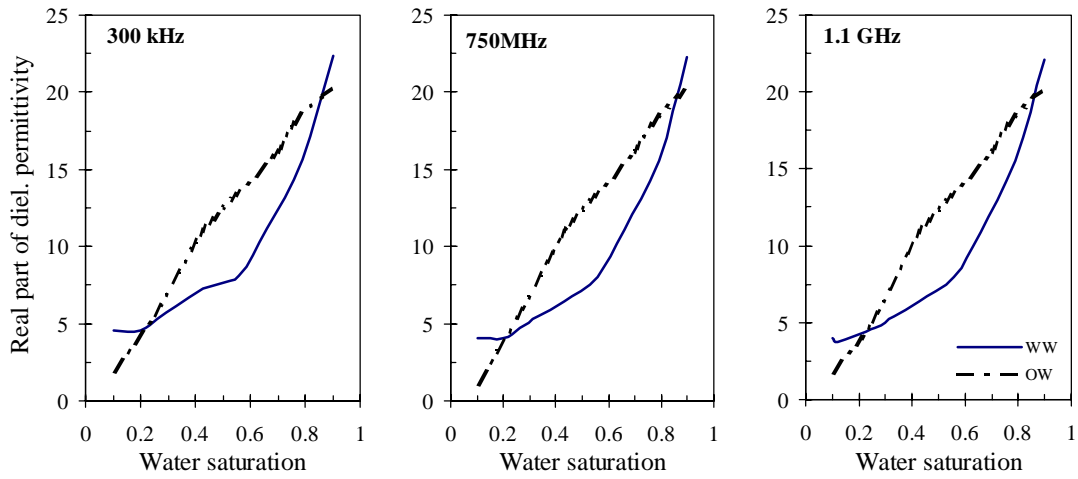 300 kHz
750MHz
1.1 GHz
Real part of diel. permittivity
25
20
15
10
5
0
0 0.2 0.4 0.6 0.8 1
Water saturation
25
20
15
10
5
0
0 0.2 0.4 0.6 0.8 1
Water saturation
25
20
15
10
5
0
WW
OW
0 0.2 0.4 0.6 0.8 1
Water saturation